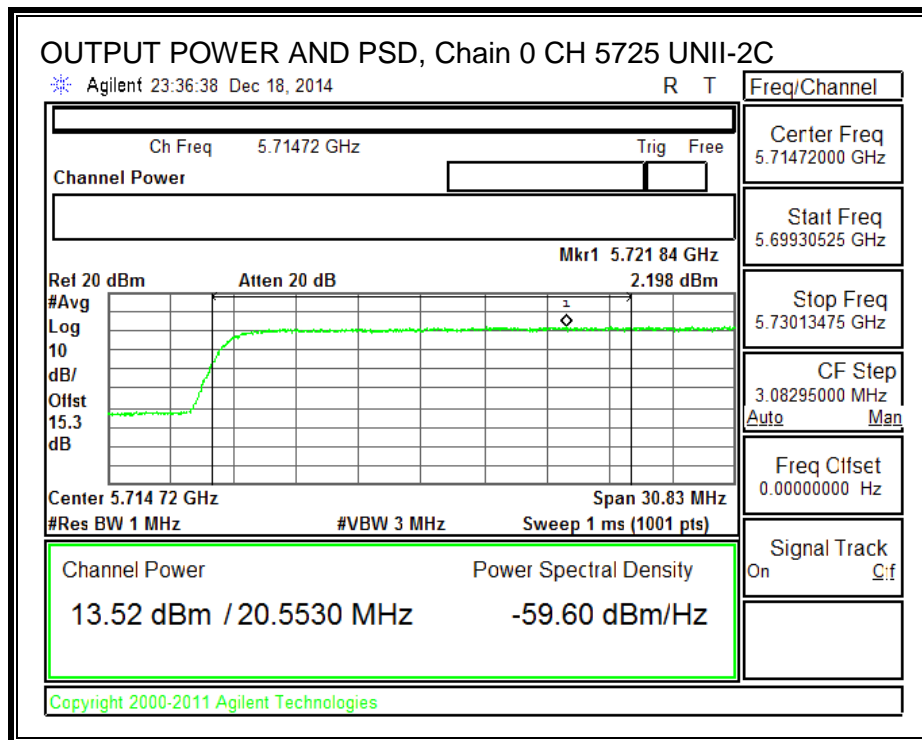 OUTPUT POWER AND PSD, Chain 0 CH 5725 UNII-2C
Agilent 23:36:38 Dec 18, 2014 R T
Ch Freq 5.71472 GHz Trig Free
Channel Power
Mkr1 5.721 84 GHz
Ref 20 dBm Atten 20 dB 2.198 dBm
#Avg
Log
10
dB/
Offst
15.3
dB
1
Center 5.714 72 GHz Span 30.83 MHz
#Res BW 1 MHz #VBW 3 MHz Sweep 1 ms (1001 pts)
Channel Power Power Spectral Density
13.52 dBm / 20.5530 MHz -59.60 dBm/Hz
Copyright 2000-2011 Agilent Technologies
Freq/Channel
Center Freq
5.71472000 GHz
Start Freq
5.69930525 GHz
Stop Freq
5.73013475 GHz
CF Step
3.08295000 MHz
Auto Man
Freq Offset
0.00000000 Hz
Signal Track
On Off